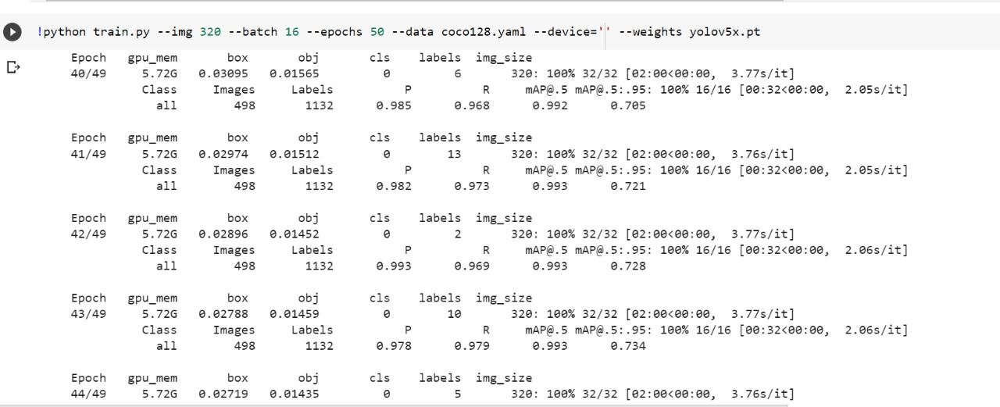 !python train.py --img 320 --batch 16 --epochs 50 --data coco128.yaml --device='' --weights yolov5x.pt
Epoch gpu_mem box obj cls labels img_size
40/49 5.72G 0.03095 0.01565 0 6 320: 100% 32/32 [02:00<00:00, 3.77s/it]
Class Images Labels P R mAP@.5 mAP@.5:.95: 100% 16/16 [00:32<00:00, 2.05s/it]
all 498 1132 0.985 0.968 0.992 0.705
Epoch gpu_mem box obj cls labels img_size
41/49 5.72G 0.02974 0.01512 0 13 320: 100% 32/32 [02:00<00:00, 3.76s/it]
Class Images Labels P R mAP@.5 mAP@.5:.95: 100% 16/16 [00:32<00:00, 2.05s/it]
all 498 1132 0.982 0.973 0.993 0.721
Epoch gpu_mem box obj cls labels img_size
42/49 5.72G 0.02896 0.01452 0 2 320: 100% 32/32 [02:00<00:00, 3.77s/it]
Class Images Labels P R mAP@.5 mAP@.5:.95: 100% 16/16 [00:32<00:00, 2.06s/it]
all 498 1132 0.993 0.969 0.993 0.728
Epoch gpu_mem box obj cls labels img_size
43/49 5.72G 0.02788 0.01459 0 10 320: 100% 32/32 [02:00<00:00, 3.77s/it]
Class Images Labels P R mAP@.5 mAP@.5:.95: 100% 16/16 [00:32<00:00, 2.06s/it]
all 498 1132 0.978 0.979 0.993 0.734
Epoch gpu_mem box obj cls labels img_size
44/49 5.72G 0.02719 0.01435 0 5 320: 100% 32/32 [02:00<00:00, 3.76s/it]